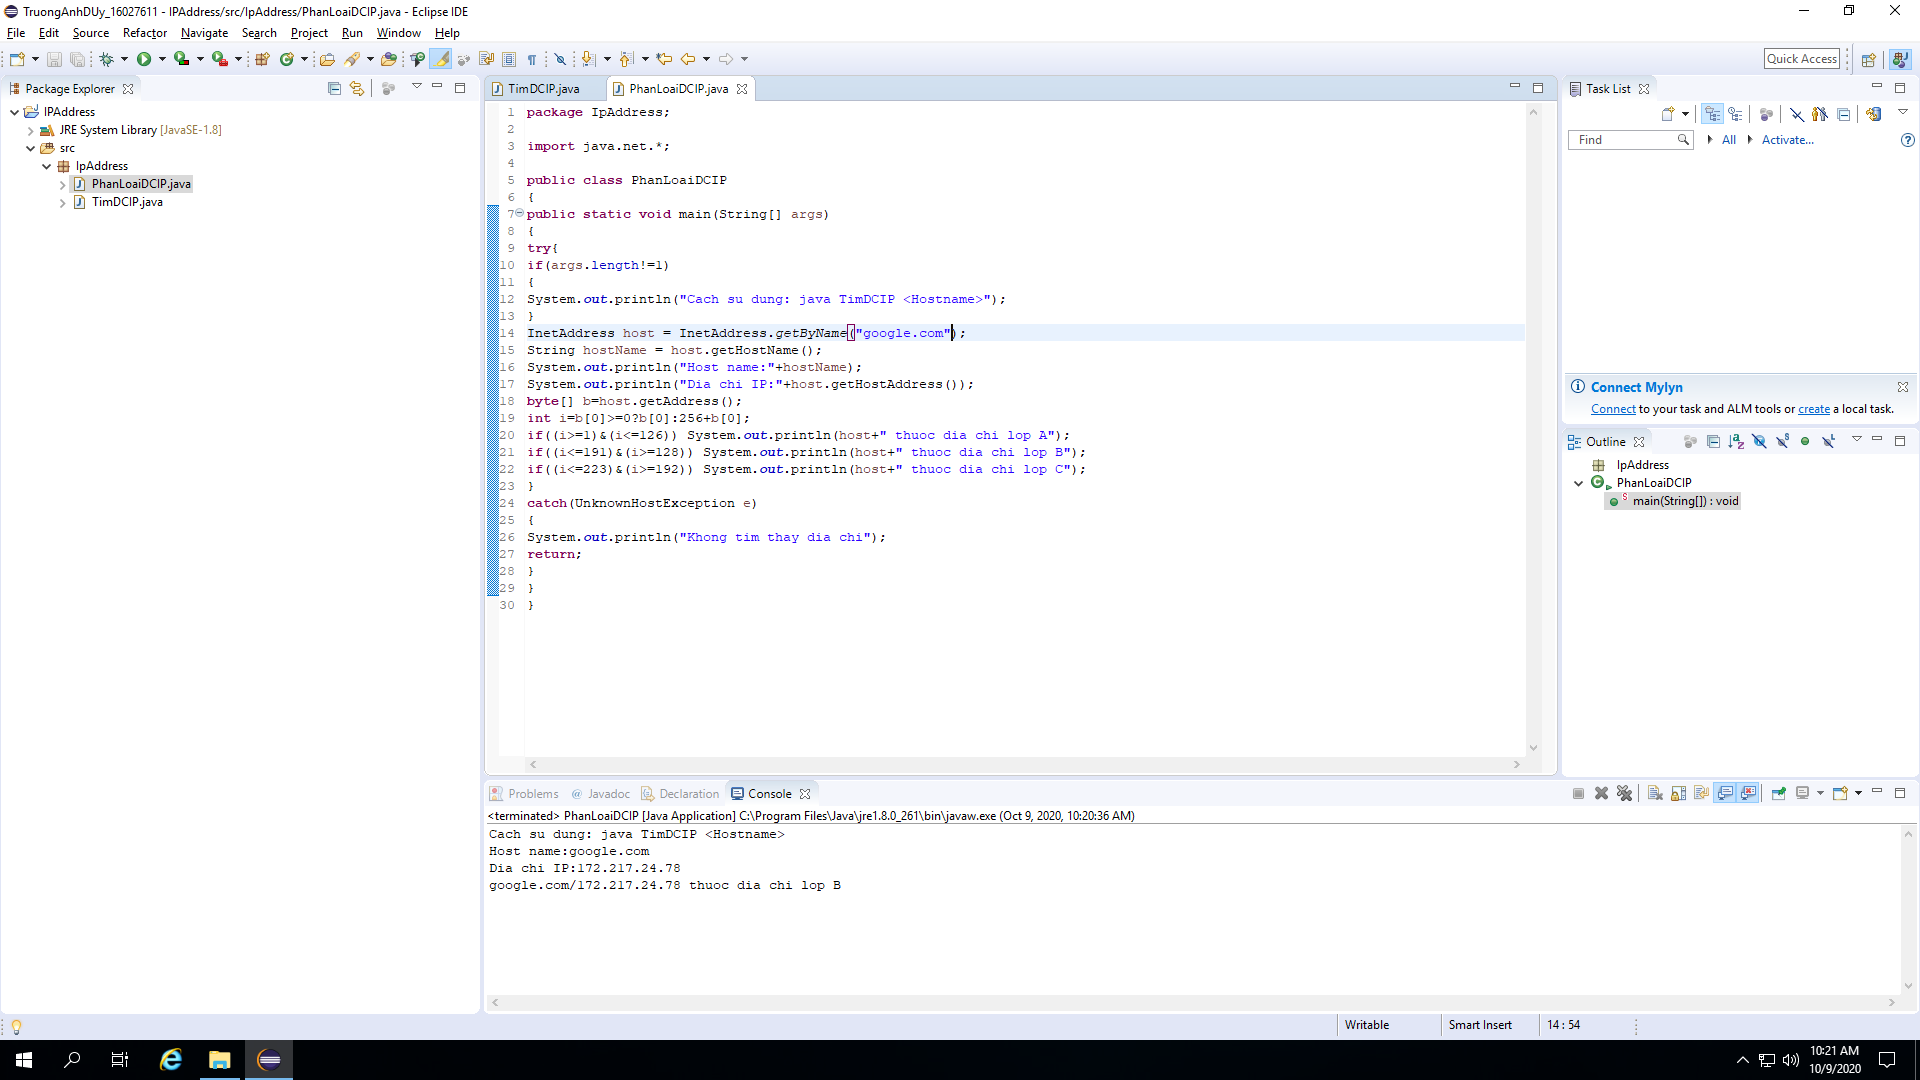 TruongAnhDUy_16027611 - IPAddress/src/IpAddress/PhanLoaiDCIP.java - Eclipse IDE
File Edit Source Refactor Navigate Search Project Run Window Help
Quick Access
Package Explorer
IPAddress
JRE System Library [JavaSE-1.8]
src
IpAddress
PhanLoaiDCIP.java
TimDCIP.java
TimDCIP.java
PhanLoaiDCIP.java
1 package IpAddress;
2
3 import java.net.*;
4
5 public class PhanLoaiDCIP
6 {
7 public static void main(String[] args)
8 {
9 try{
10 if(args.length!=1)
11 {
12 System.out.println("Cach su dung: java TimDCIP <Hostname>");
13 }
14 InetAddress host = InetAddress.getByName("google.com");
15 String hostName = host.getHostName();
16 System.out.println("Host name:"+hostName);
17 System.out.println("Dia chi IP:"+host.getHostAddress());
18 byte[] b=host.getAddress();
19 int i=b[0]>=0?b[0]:256+b[0];
20 if((i>=1)&(i<=126)) System.out.println(host+" thuoc dia chi lop A");
21 if((i<=191)&(i>=128)) System.out.println(host+" thuoc dia chi lop B");
22 if((i<=223)&(i>=192)) System.out.println(host+" thuoc dia chi lop C");
23 }
24 catch(UnknownHostException e)
25 {
26 System.out.println("Khong tim thay dia chi");
27 return;
28 }
29 }
30 }
Task List
Find
All
Activate...
Connect Mylyn
Connect to your task and ALM tools or create a local task.
Outline
IpAddress
PhanLoaiDCIP
main(String[]) : void
Problems @ Javadoc Declaration Console
<terminated> PhanLoaiDCIP [Java Application] C:\Program Files\Java\jre1.8.0_261\bin\javaw.exe (Oct 9, 2020, 10:20:36 AM)
Cach su dung: java TimDCIP <Hostname>
Host name:google.com
Dia chi IP:172.217.24.78
google.com/172.217.24.78 thuoc dia chi lop B
Writable
Smart Insert
14 : 54
10:21 AM
10/9/2020